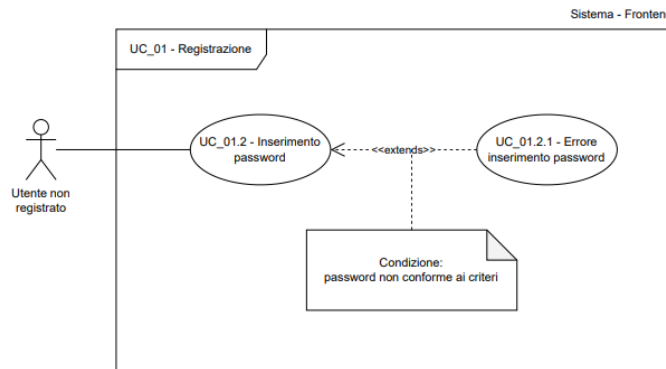 Sistema - Fronten
UC_01 - Registrazione
UC_01.2 - Inserimento
password
<<extends>>
UC_01.2.1 - Errore
inserimento password
Utente non
registrato
Condizione:
password non conforme ai criteri